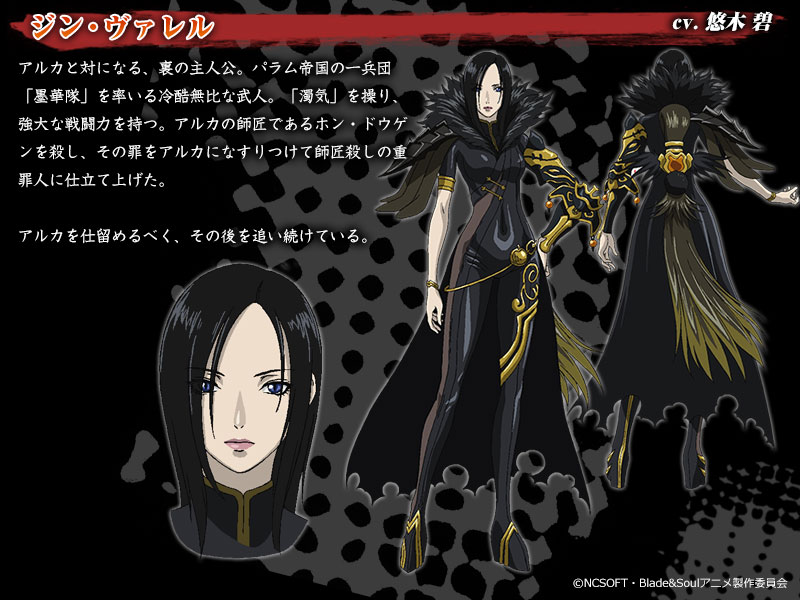 ジン・ヴァレル
cv. 悠木 碧
アルカと対になる、裏の主人公。パラム帝国の一兵団
「墨華隊」を率いる冷酷無比な武人。「濁気」を操り、
強大な戦闘力を持つ。アルカの師匠であるホン・ドウゲ
ンを殺し、その罪をアルカになすりつけて師匠殺しの重
罪人に仕立て上げた。
アルカを仕留めるべく、その後を追い続けている。
©NCSOFT・Blade&Soulアニメ製作委員会